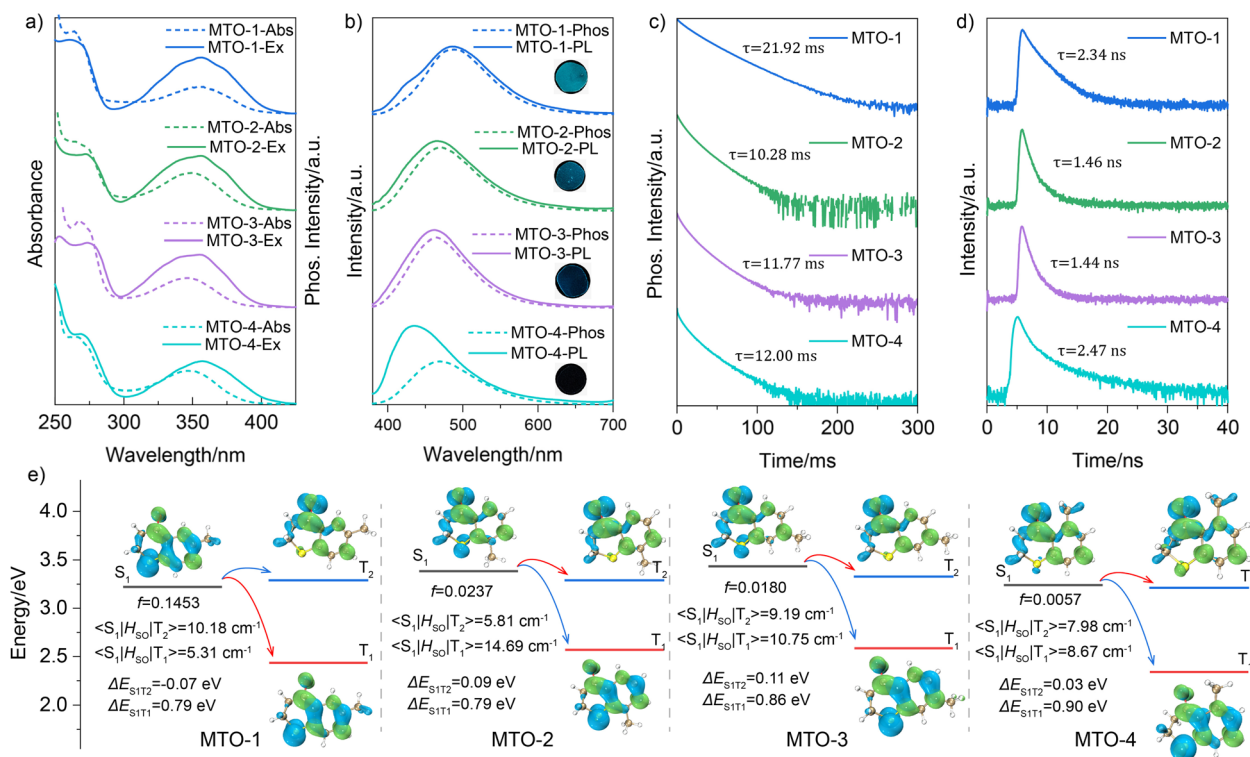 a)
MTO-1-Abs
MTO-1-Ex
MTO-2-Abs
MTO-2-Ex
MTO-3-Abs
MTO-3-Ex
MTO-4-Abs
MTO-4-Ex
Absorbance
Phos. Intensity/a.u.
250 300 350 400
Wavelength/nm
b)
MTO-1-Phos
MTO-1-PL
MTO-2-Phos
MTO-2-PL
MTO-3-Phos
MTO-3-PL
MTO-4-Phos
MTO-4-PL
Intensity/a.u.
400 500 600 700
Wavelength/nm
c)
MTO-1
τ=21.92 ms
MTO-2
τ=10.28 ms
MTO-3
τ=11.77 ms
MTO-4
τ=12.00 ms
Phos. Intensity/a.u.
0 100 200 300
Time/ms
d)
MTO-1
τ=2.34 ns
MTO-2
τ=1.46 ns
MTO-3
τ=1.44 ns
MTO-4
τ=2.47 ns
Intensity/a.u.
0 10 20 30 40
Time/ns
e)
Energy/eV
4.0
3.5
3.0
2.5
2.0
S1
T2
f=0.1453
<S1|HSO|T2>=10.18 cm-1
<S1|HSO|T1>=5.31 cm-1
T1
ΔES1T2=-0.07 eV
ΔES1T1=0.79 eV
MTO-1
S1
T2
f=0.0237
<S1|HSO|T2>=5.81 cm-1
<S1|HSO|T1>=14.69 cm-1
T1
ΔES1T2=0.09 eV
ΔES1T1=0.79 eV
MTO-2
S1
T2
f=0.0180
<S1|HSO|T2>=9.19 cm-1
<S1|HSO|T1>=10.75 cm-1
T1
ΔES1T2=0.11 eV
ΔES1T1=0.86 eV
MTO-3
S1
T
f=0.0057
<S1|HSO|T2>=7.98 cm-1
<S1|HSO|T1>=8.67 cm-1
T
ΔES1T2=0.03 eV
ΔES1T1=0.90 eV
MTO-4